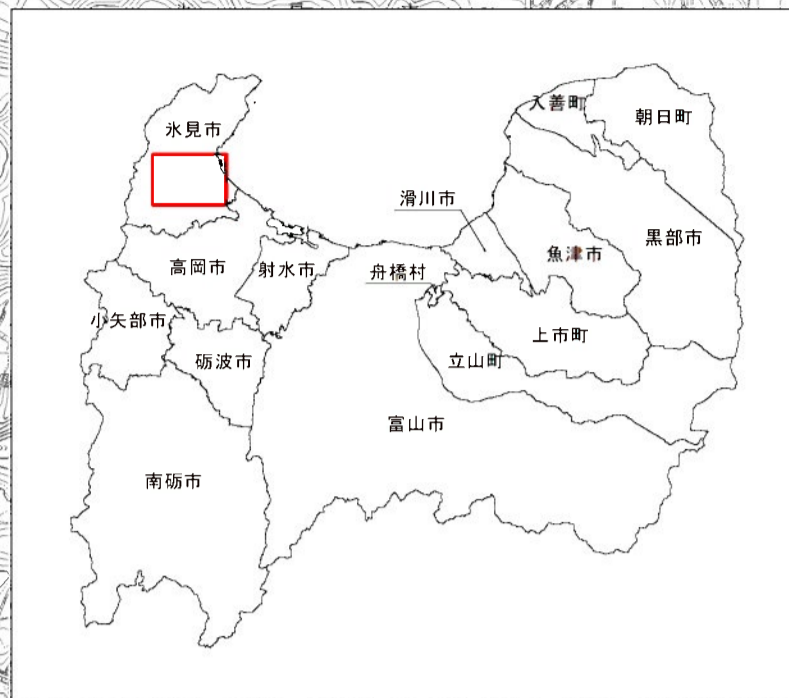 入善町
朝日町
氷見市
滑川市
黒部市
魚津市
高岡市
射水市
舟橋村
小矢部市
上市町
砺波市
立山町
富山市
南砺市